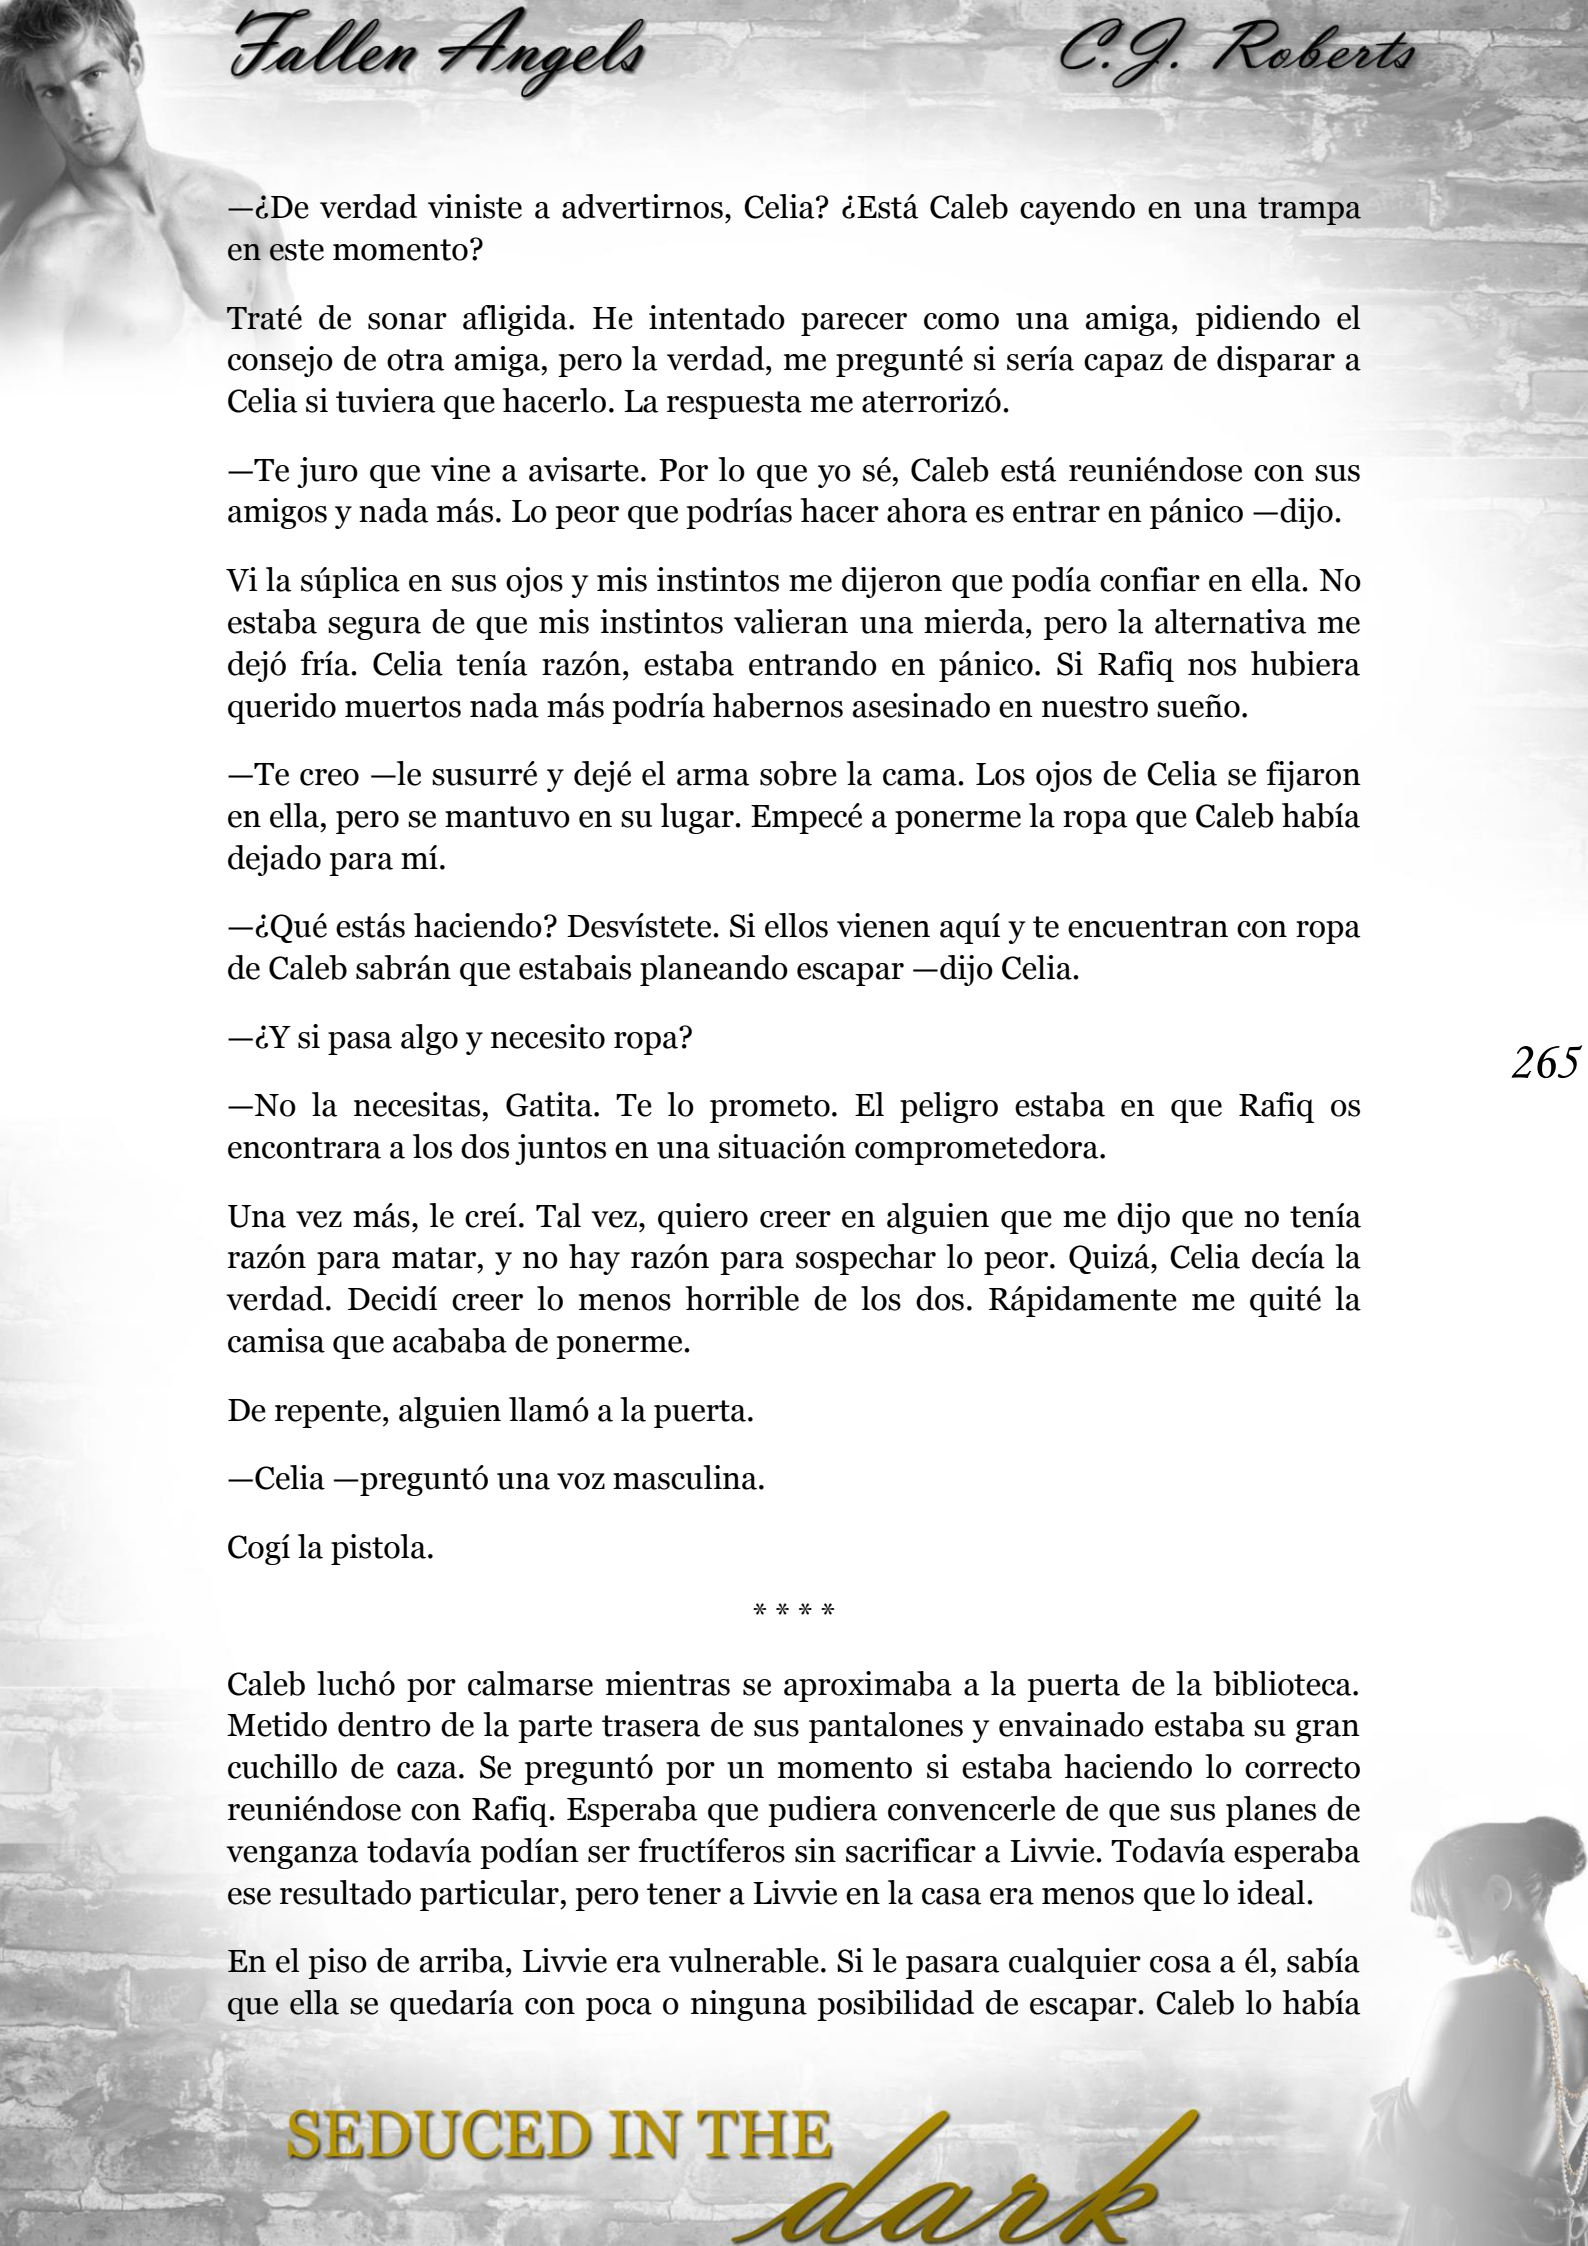 Fallen Angels
C.J. Roberts
—¿De verdad viniste a advertirnos, Celia? ¿Está Caleb cayendo en una trampa
en este momento?
Traté de sonar afligida. He intentado parecer como una amiga, pidiendo el
consejo de otra amiga, pero la verdad, me pregunté si sería capaz de disparar a
Celia si tuviera que hacerlo. La respuesta me aterrorizó.
—Te juro que vine a avisarte. Por lo que yo sé, Caleb está reuniéndose con sus
amigos y nada más. Lo peor que podrías hacer ahora es entrar en pánico —dijo.
Vi la súplica en sus ojos y mis instintos me dijeron que podía confiar en ella. No
estaba segura de que mis instintos valieran una mierda, pero la alternativa me
dejó fría. Celia tenía razón, estaba entrando en pánico. Si Rafiq nos hubiera
querido muertos nada más podría habernos asesinado en nuestro sueño.
—Te creo —le susurré y dejé el arma sobre la cama. Los ojos de Celia se fijaron
en ella, pero se mantuvo en su lugar. Empecé a ponerme la ropa que Caleb había
dejado para mí.
—¿Qué estás haciendo? Desvístete. Si ellos vienen aquí y te encuentran con ropa
de Caleb sabrán que estabais planeando escapar —dijo Celia.
—¿Y si pasa algo y necesito ropa?
—No la necesitas, Gatita. Te lo prometo. El peligro estaba en que Rafiq os
encontrara a los dos juntos en una situación comprometedora.
Una vez más, le creí. Tal vez, quiero creer en alguien que me dijo que no tenía
razón para matar, y no hay razón para sospechar lo peor. Quizá, Celia decía la
verdad. Decidí creer lo menos horrible de los dos. Rápidamente me quité la
camisa que acababa de ponerme.
De repente, alguien llamó a la puerta.
—Celia —preguntó una voz masculina.
Cogí la pistola.
* * * *
Caleb luchó por calmarse mientras se aproximaba a la puerta de la biblioteca.
Metido dentro de la parte trasera de sus pantalones y envainado estaba su gran
cuchillo de caza. Se preguntó por un momento si estaba haciendo lo correcto
reuniéndose con Rafiq. Esperaba que pudiera convencerle de que sus planes de
venganza todavía podían ser fructíferos sin sacrificar a Livvie. Todavía esperaba
ese resultado particular, pero tener a Livvie en la casa era menos que lo ideal.
En el piso de arriba, Livvie era vulnerable. Si le pasara cualquier cosa a él, sabía
que ella se quedaría con poca o ninguna posibilidad de escapar. Caleb lo había
265
SEDUCED IN THE
dark